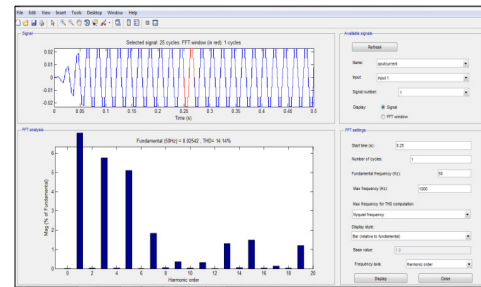 File Edit View Insert Tools Desktop Window Help
Signal
Selected signal: 25 cycles. FFT window (in red): 1 cycles
0.02
0.01
0
-0.01
-0.02
0 0.05 0.1 0.15 0.2 0.25 0.3 0.35 0.4 0.45 0.5
Time (s)
FFT analysis
Fundamental (50Hz) = 0.02542 , THD= 14.14%
6
5
4
3
2
1
0
Mag (% of Fundamental)
0 2 4 6 8 10 12 14 16 18 20
Harmonic order
Available signals
Refresh
Name:
Input:
input 1
Signal number:
1
Display:
Signal
FFT window
FFT settings
Start time (s):
0.25
Number of cycles:
1
Fundamental frequency (Hz):
50
Max frequency (Hz):
1000
Max frequency for THD computation:
Nyquist frequency
Display style:
Bar (relative to fundamental)
Base value:
1.0
Frequency axis:
Harmonic order
Display
Close